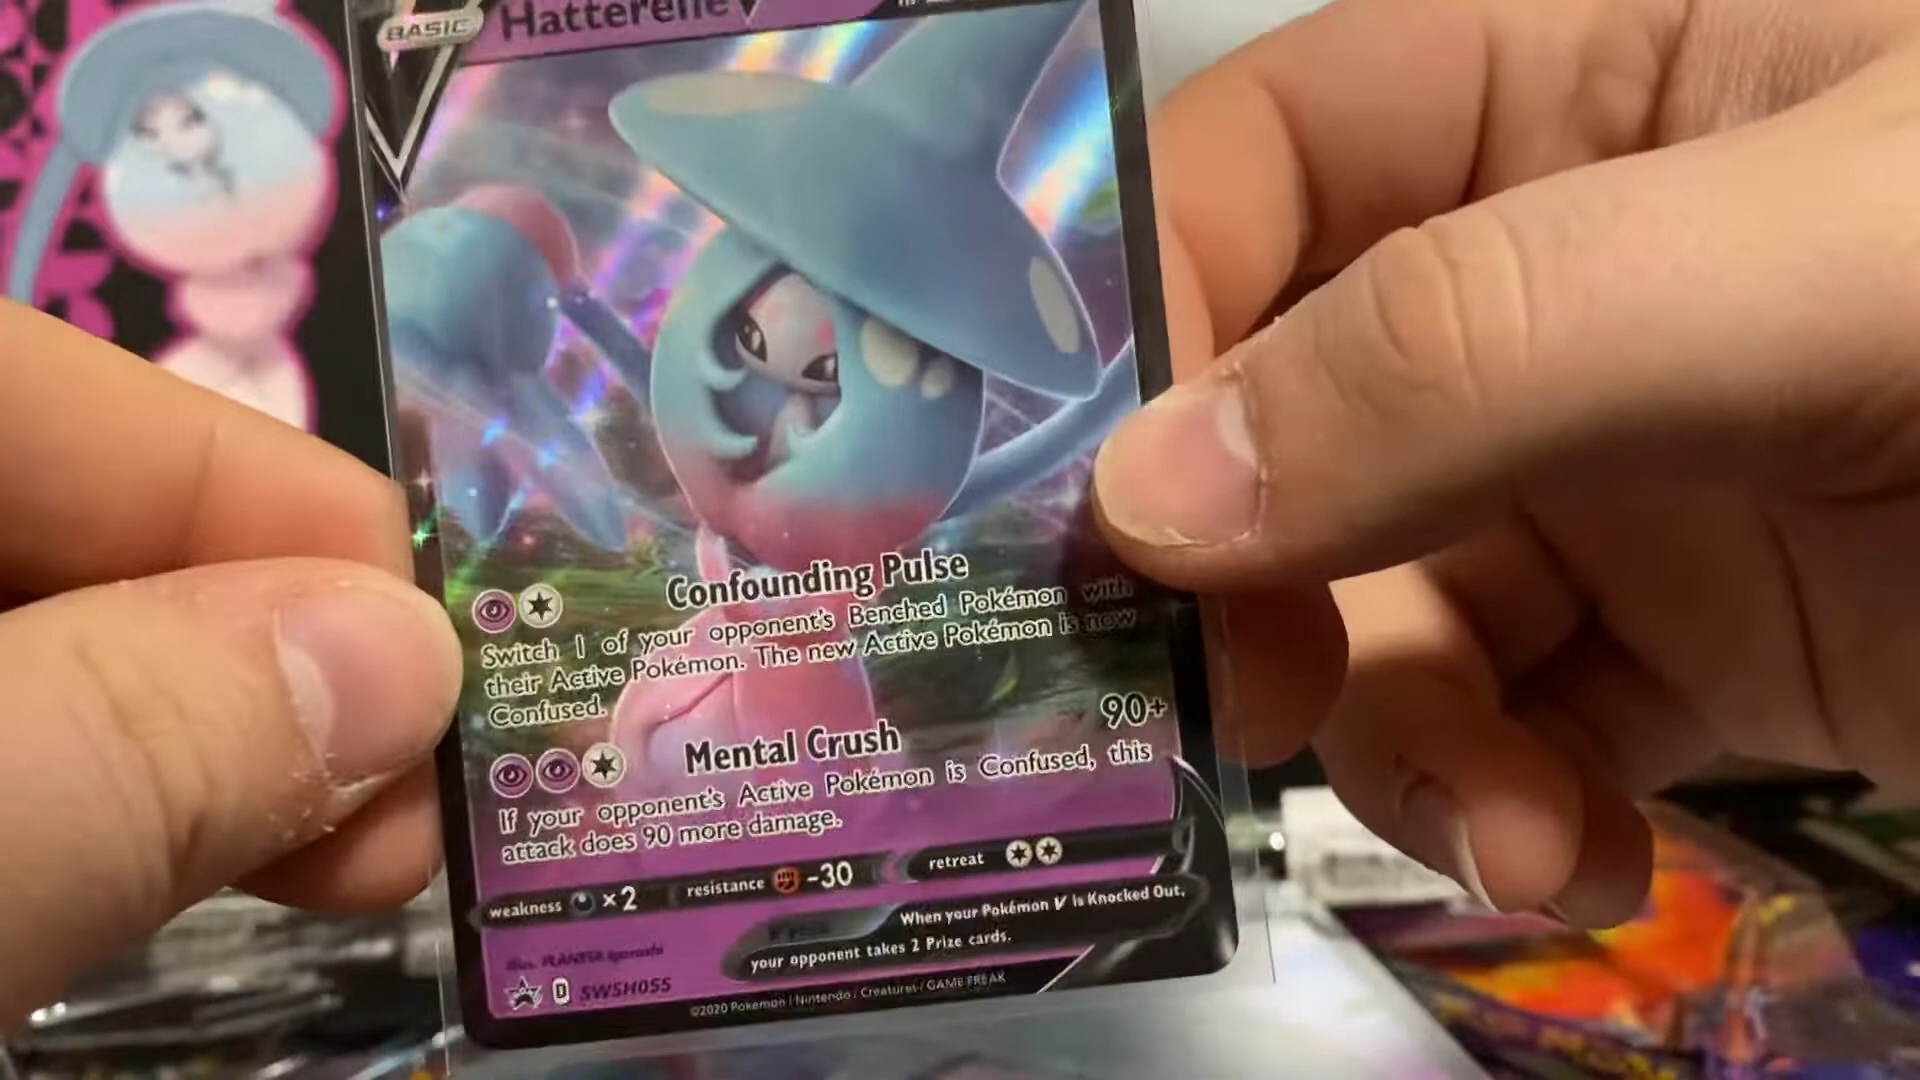 BASIC Hatterene V
Confounding Pulse
Switch 1 of your opponent's Benched Pokémon with
their Active Pokémon. The new Active Pokémon is now
Confused.
Mental Crush 90+
If your opponent's Active Pokémon is Confused, this
attack does 90 more damage.
weakness ×2 resistance -30 retreat
When your Pokémon V is Knocked Out,
your opponent takes 2 Prize cards.
Illus. PLANETA Igarashi
D SWSH055
©2020 Pokémon / Nintendo / Creatures / GAME FREAK